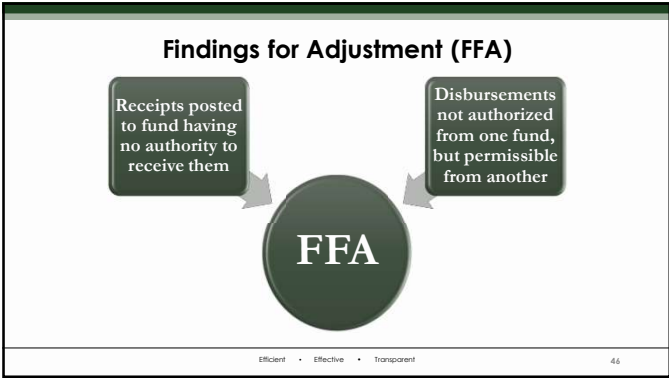 Findings for Adjustment (FFA)
Receipts posted
to fund having
no authority to
receive them
Disbursements
not authorized
from one fund,
but permissible
from another
FFA
Efficient • Effective • Transparent
46